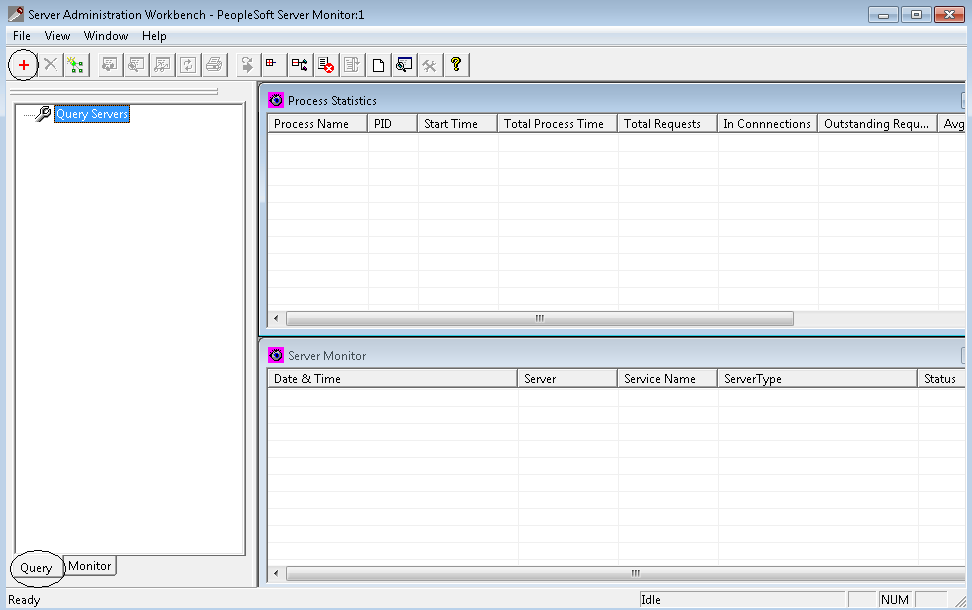 Server Administration Workbench - PeopleSoft Server Monitor:1
File View Window Help
Query Servers
Process Statistics
Process Name PID Start Time Total Process Time Total Requests In Connnections Outstanding Requ... Avg
Server Monitor
Date & Time Server Service Name ServerType Status
Query Monitor
Ready Idle NUM